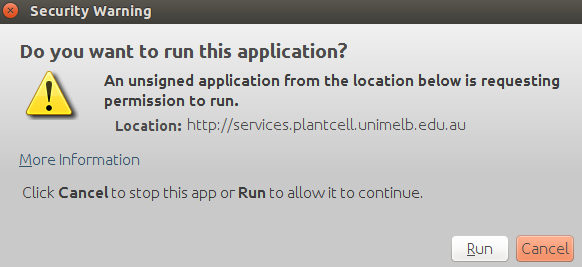 Security Warning
Do you want to run this application?
An unsigned application from the location below is requesting
permission to run.
Location: http://services.plantcell.unimelb.edu.au
More Information
Click Cancel to stop this app or Run to allow it to continue.
Run Cancel